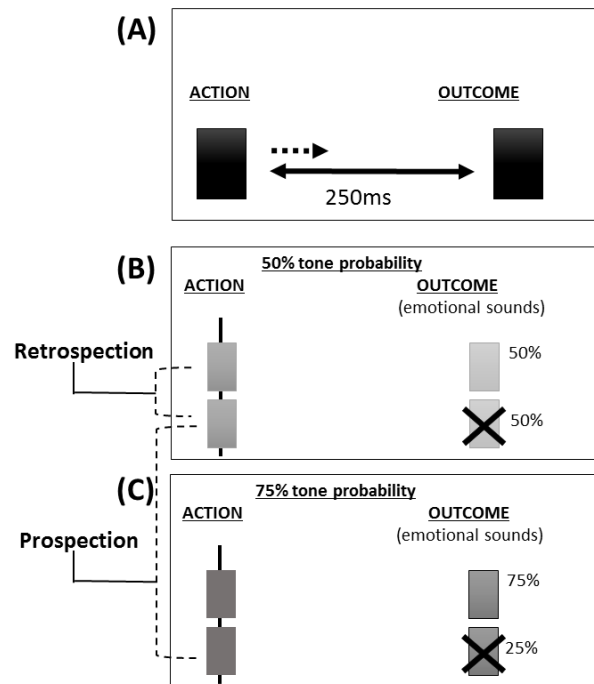 (A)
ACTION OUTCOME
250ms
(B)
50% tone probability
ACTION OUTCOME
(emotional sounds)
Retrospection
50%
50%
(C)
75% tone probability
ACTION OUTCOME
(emotional sounds)
Prospection
75%
25%